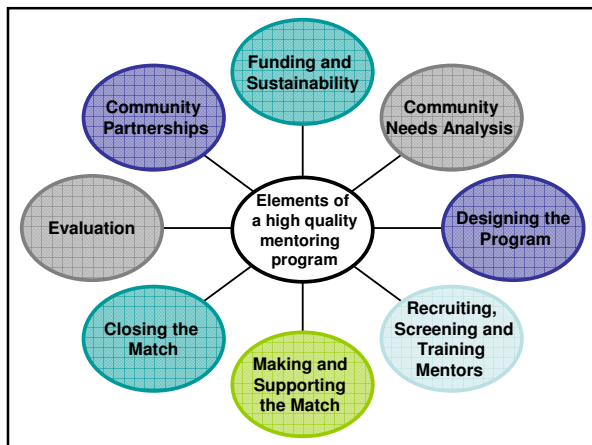 Funding and
Sustainability
Community
Needs Analysis
Designing the
Program
Recruiting,
Screening and
Training
Mentors
Making and
Supporting
the Match
Closing the
Match
Evaluation
Community
Partnerships
Elements of
a high quality
mentoring
program